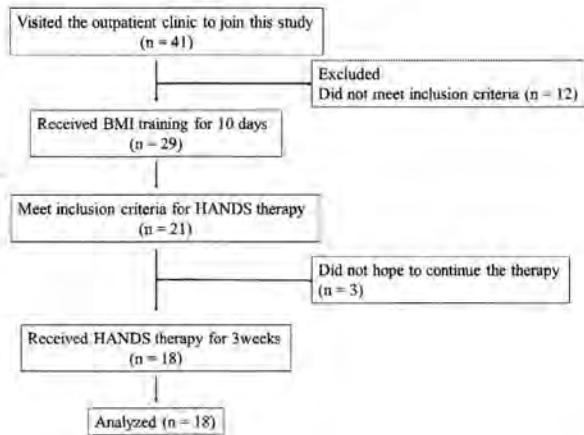 Visited the outpatient clinic to join this study
(n = 41)
Excluded
Did not meet inclusion criteria (n = 12)
Received BMI training for 10 days
(n = 29)
Meet inclusion criteria for HANDS therapy
(n = 21)
Did not hope to continue the therapy
(n = 3)
Received HANDS therapy for 3weeks
(n = 18)
Analyzed (n = 18)